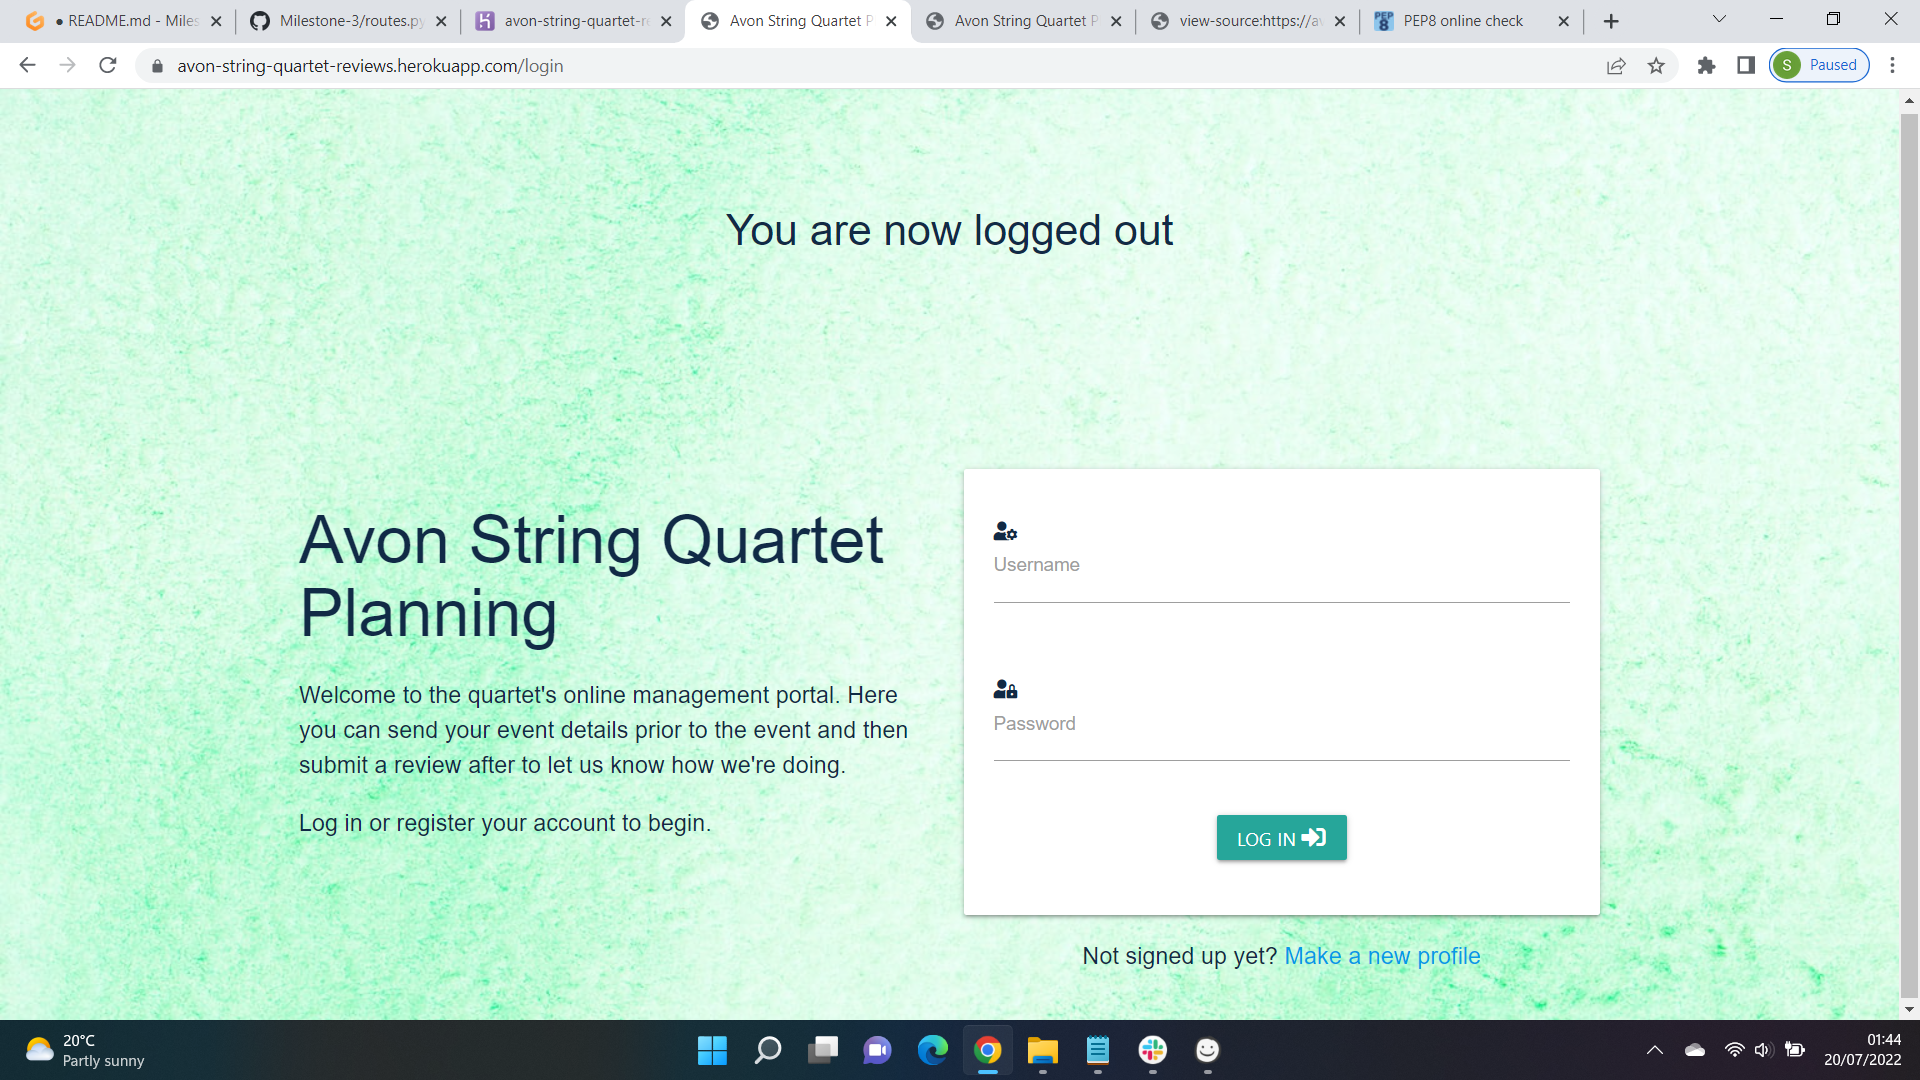 ● README.md - Miles
Milestone-3/routes.py
avon-string-quartet-re
Avon String Quartet P
Avon String Quartet P
view-source:https://av
PEP8 online check
avon-string-quartet-reviews.herokuapp.com/login
S Paused
You are now logged out
Avon String Quartet
Planning
Welcome to the quartet's online management portal. Here
you can send your event details prior to the event and then
submit a review after to let us know how we're doing.
Log in or register your account to begin.
Username
Password
LOG IN
Not signed up yet? Make a new profile
20°C
Partly sunny
01:44
20/07/2022